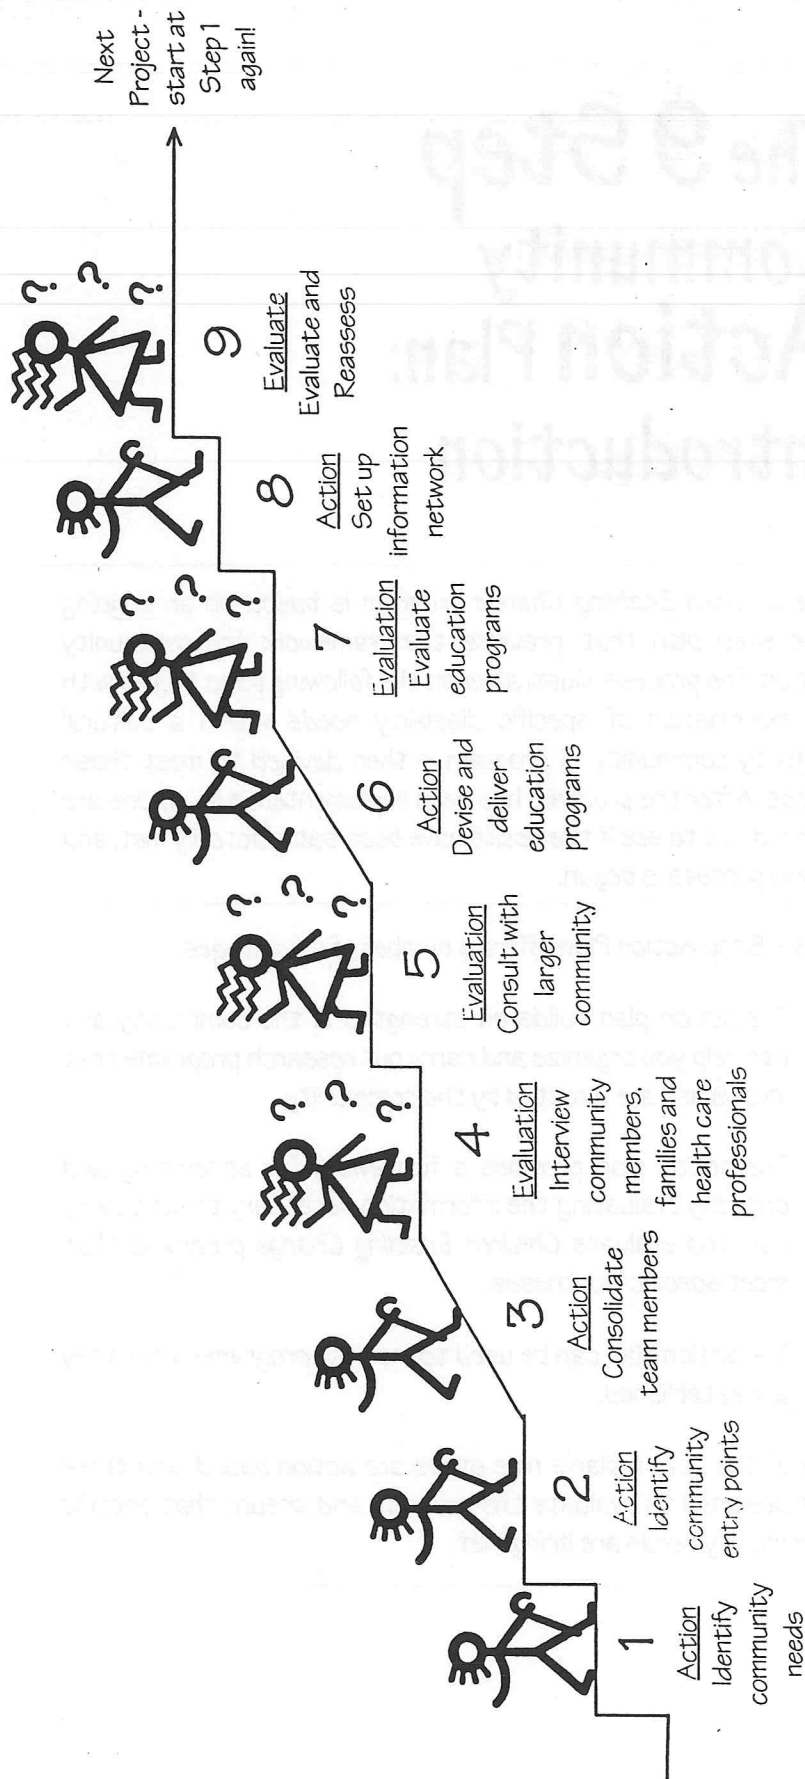 1
Action
Identify
community
needs
2
Action
Identify
community
entry points
3
Action
Consolidate
team members
4
Evaluation
Interview
community
members,
families and
health care
professionals
5
Evaluation
Consult with
larger
community
6
Action
Devise and
deliver
education
programs
7
Evaluation
Evaluate
education
programs
8
Action
Set up
information
network
9
Evaluate
Evaluate and
Reassess
Next
Project -
start at
Step 1
again!
? ? ?
? ? ?
? ? ?
? ? ?